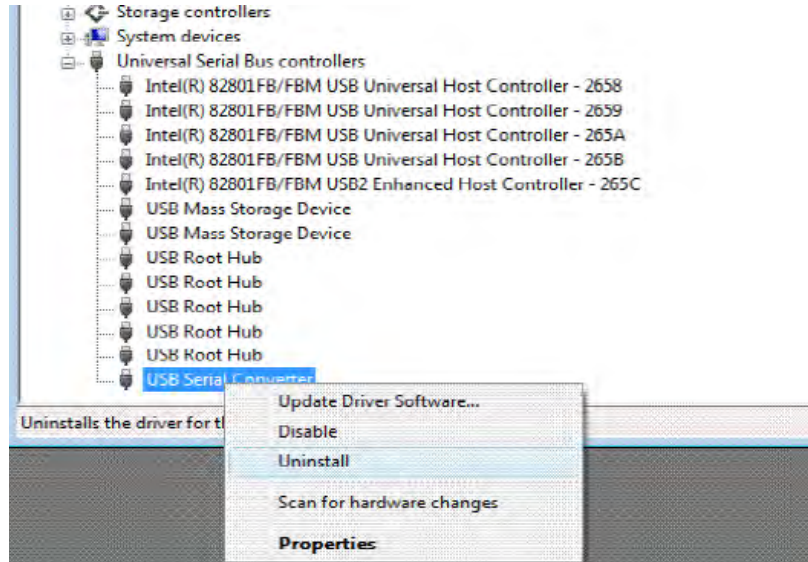 Storage controllers
System devices
Universal Serial Bus controllers
Intel(R) 82801FB/FBM USB Universal Host Controller - 2658
Intel(R) 82801FB/FBM USB Universal Host Controller - 2659
Intel(R) 82801FB/FBM USB Universal Host Controller - 265A
Intel(R) 82801FB/FBM USB Universal Host Controller - 265B
Intel(R) 82801FB/FBM USB2 Enhanced Host Controller - 265C
USB Mass Storage Device
USB Mass Storage Device
USB Root Hub
USB Root Hub
USB Root Hub
USB Root Hub
USB Root Hub
USB Serial Converter
Update Driver Software...
Uninstalls the driver for t
Disable
Uninstall
Scan for hardware changes
Properties